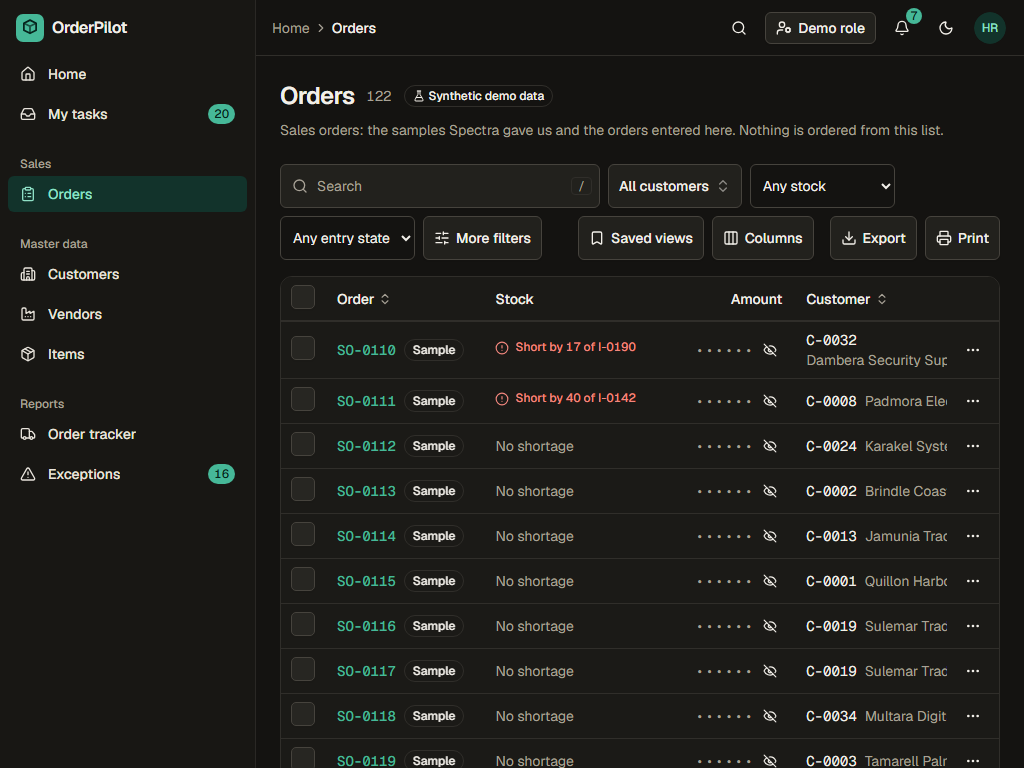 OrderPilot
Home
My tasks 20
Sales
Orders
Master data
Customers
Vendors
Items
Reports
Order tracker
Exceptions 16
Home > Orders
Demo role
7
HR
Orders 122 Synthetic demo data
Sales orders: the samples Spectra gave us and the orders entered here. Nothing is ordered from this list.
Search /
All customers
Any stock
Any entry state
More filters
Saved views
Columns
Export
Print
Order Stock Amount Customer
SO-0110 Sample Short by 17 of I-0190 •••••• C-0032
Dambera Security Sup
SO-0111 Sample Short by 40 of I-0142 •••••• C-0008 Padmora Ele
SO-0112 Sample No shortage •••••• C-0024 Karakel Syste
SO-0113 Sample No shortage •••••• C-0002 Brindle Coas
SO-0114 Sample No shortage •••••• C-0013 Jamunia Trad
SO-0115 Sample No shortage •••••• C-0001 Quillon Harbo
SO-0116 Sample No shortage •••••• C-0019 Sulemar Trad
SO-0117 Sample No shortage •••••• C-0019 Sulemar Trad
SO-0118 Sample No shortage •••••• C-0034 Multara Digit
SO-0119 Sample No shortage •••••• C-0003 Tamarell Paln